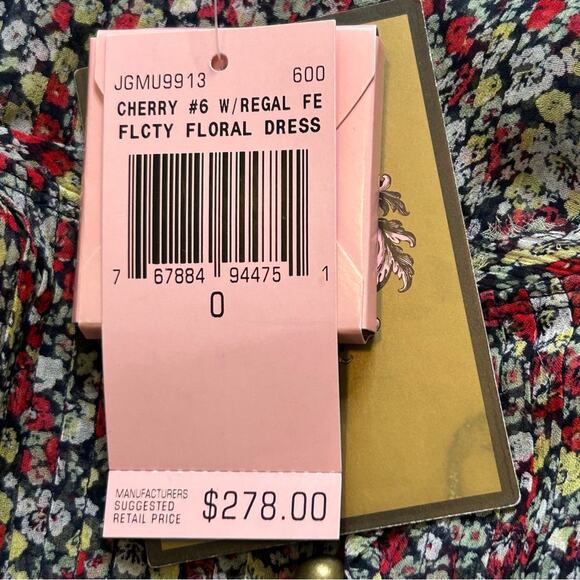 JGMU9913 600
CHERRY #6 W/REGAL FE
FLCTY FLORAL DRESS
7 67884 94475 1
0
MANUFACTURERS
SUGGESTED
RETAIL PRICE
$278.00